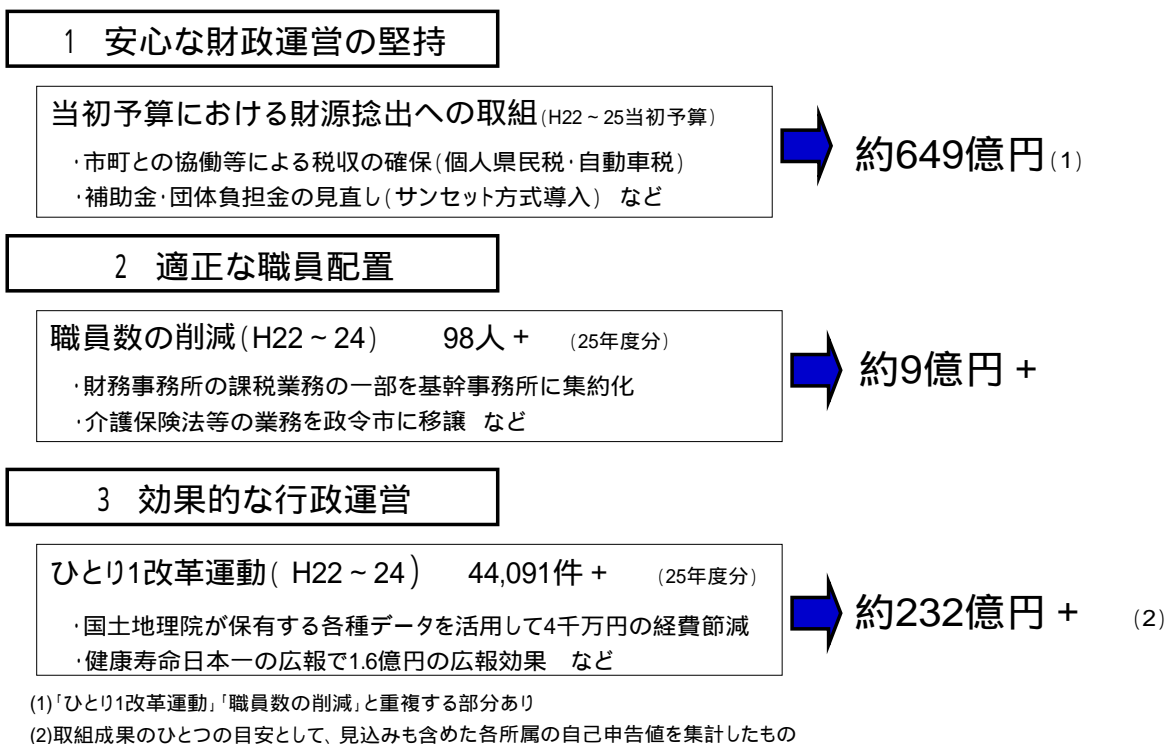 1 安心な財政運営の堅持
当初予算における財源捻出への取組(H22~25当初予算)
・市町との協働等による税収の確保(個人県民税・自動車税)
・補助金・団体負担金の見直し(サンセット方式導入) など
約649億円(1)
2 適正な職員配置
職員数の削減(H22~24) 98人+ (25年度分)
・財務事務所の課税業務の一部を基幹事務所に集約化
・介護保険法等の業務を政令市に移譲 など
約9億円+
3 効果的な行政運営
ひとり1改革運動( H22~24) 44,091件+ (25年度分)
・国土地理院が保有する各種データを活用して4千万円の経費節減
・健康寿命日本一の広報で1.6億円の広報効果 など
約232億円+ (2)
(1)「ひとり1改革運動」「職員数の削減」と重複する部分あり
(2)取組成果のひとつの目安として、見込みも含めた各所属の自己申告値を集計したもの